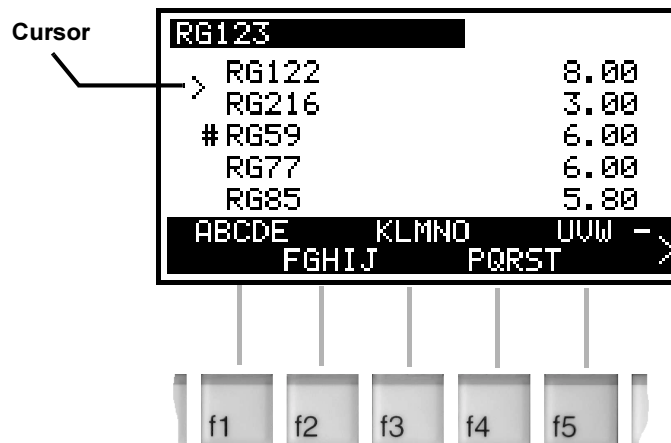 Cursor
RG123
> RG122 8.00
RG216 3.00
#RG59 6.00
RG77 6.00
RG85 5.80
ABCDE KLMNO UVW -
FGHIJ PQRST >
f1 f2 f3 f4 f5